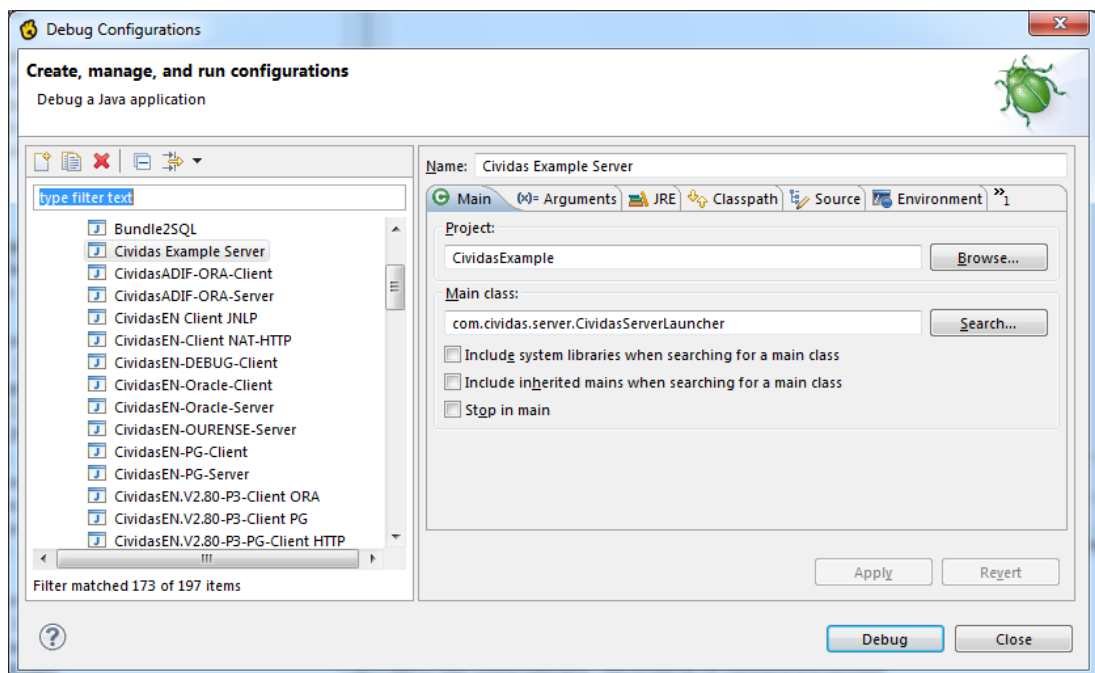 Debug Configurations
Create, manage, and run configurations
Debug a Java application
type filter text
Bundle2SQL
Cividas Example Server
CividasADIF-ORA-Client
CividasADIF-ORA-Server
CividasEN Client JNLP
CividasEN-Client NAT-HTTP
CividasEN-DEBUG-Client
CividasEN-Oracle-Client
CividasEN-Oracle-Server
CividasEN-OURENSE-Server
CividasEN-PG-Client
CividasEN-PG-Server
CividasEN.V2.80-P3-Client ORA
CividasEN.V2.80-P3-Client PG
CividasEN.V2.80-P3-PG-Client HTTP
Filter matched 173 of 197 items
Name: Cividas Example Server
Main (x)= Arguments JRE Classpath Source Environment »1
Project:
CividasExample Browse...
Main class:
com.cividas.server.CividasServerLauncher Search...
Include system libraries when searching for a main class
Include inherited mains when searching for a main class
Stop in main
Apply Revert
? Debug Close